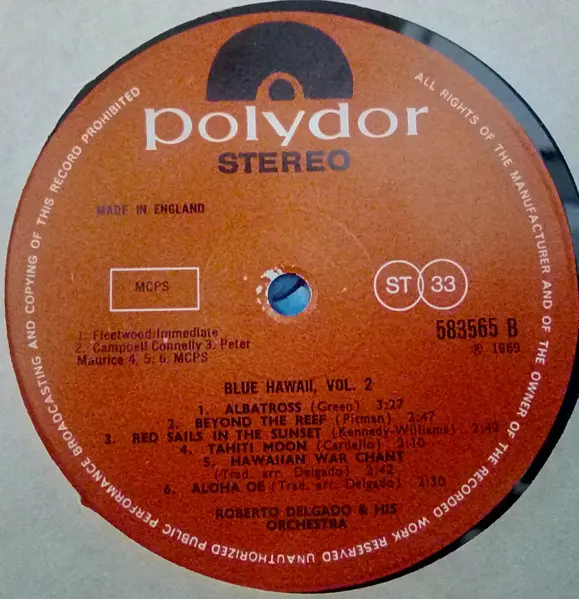 polydor
STEREO
MADE IN ENGLAND
MCPS
ST 33
583565 B
℗ 1969
1. Fleetwood/Immediate
2. Campbell Connelly 3. Peter
Maurice 4, 5, 6, MCPS
BLUE HAWAII, VOL. 2
1. ALBATROSS (Green) 3:27
2. BEYOND THE REEF (Pitman) 2:47
3. RED SAILS IN THE SUNSET (Kennedy-Williams) 2:49
4. TAHITI MOON (Cardello) 2:10
5. HAWAIIAN WAR CHANT
(Trad. arr. Delgado) 2:42
6. ALOHA OE (Trad. arr. Delgado) 2:30
ROBERTO DELGADO & HIS
ORCHESTRA
ALL RIGHTS OF THE MANUFACTURER AND OF THE OWNER OF THE RECORDED WORK RESERVED UNAUTHORIZED PUBLIC PERFORMANCE BROADCASTING AND COPYING OF THIS RECORD PROHIBITED